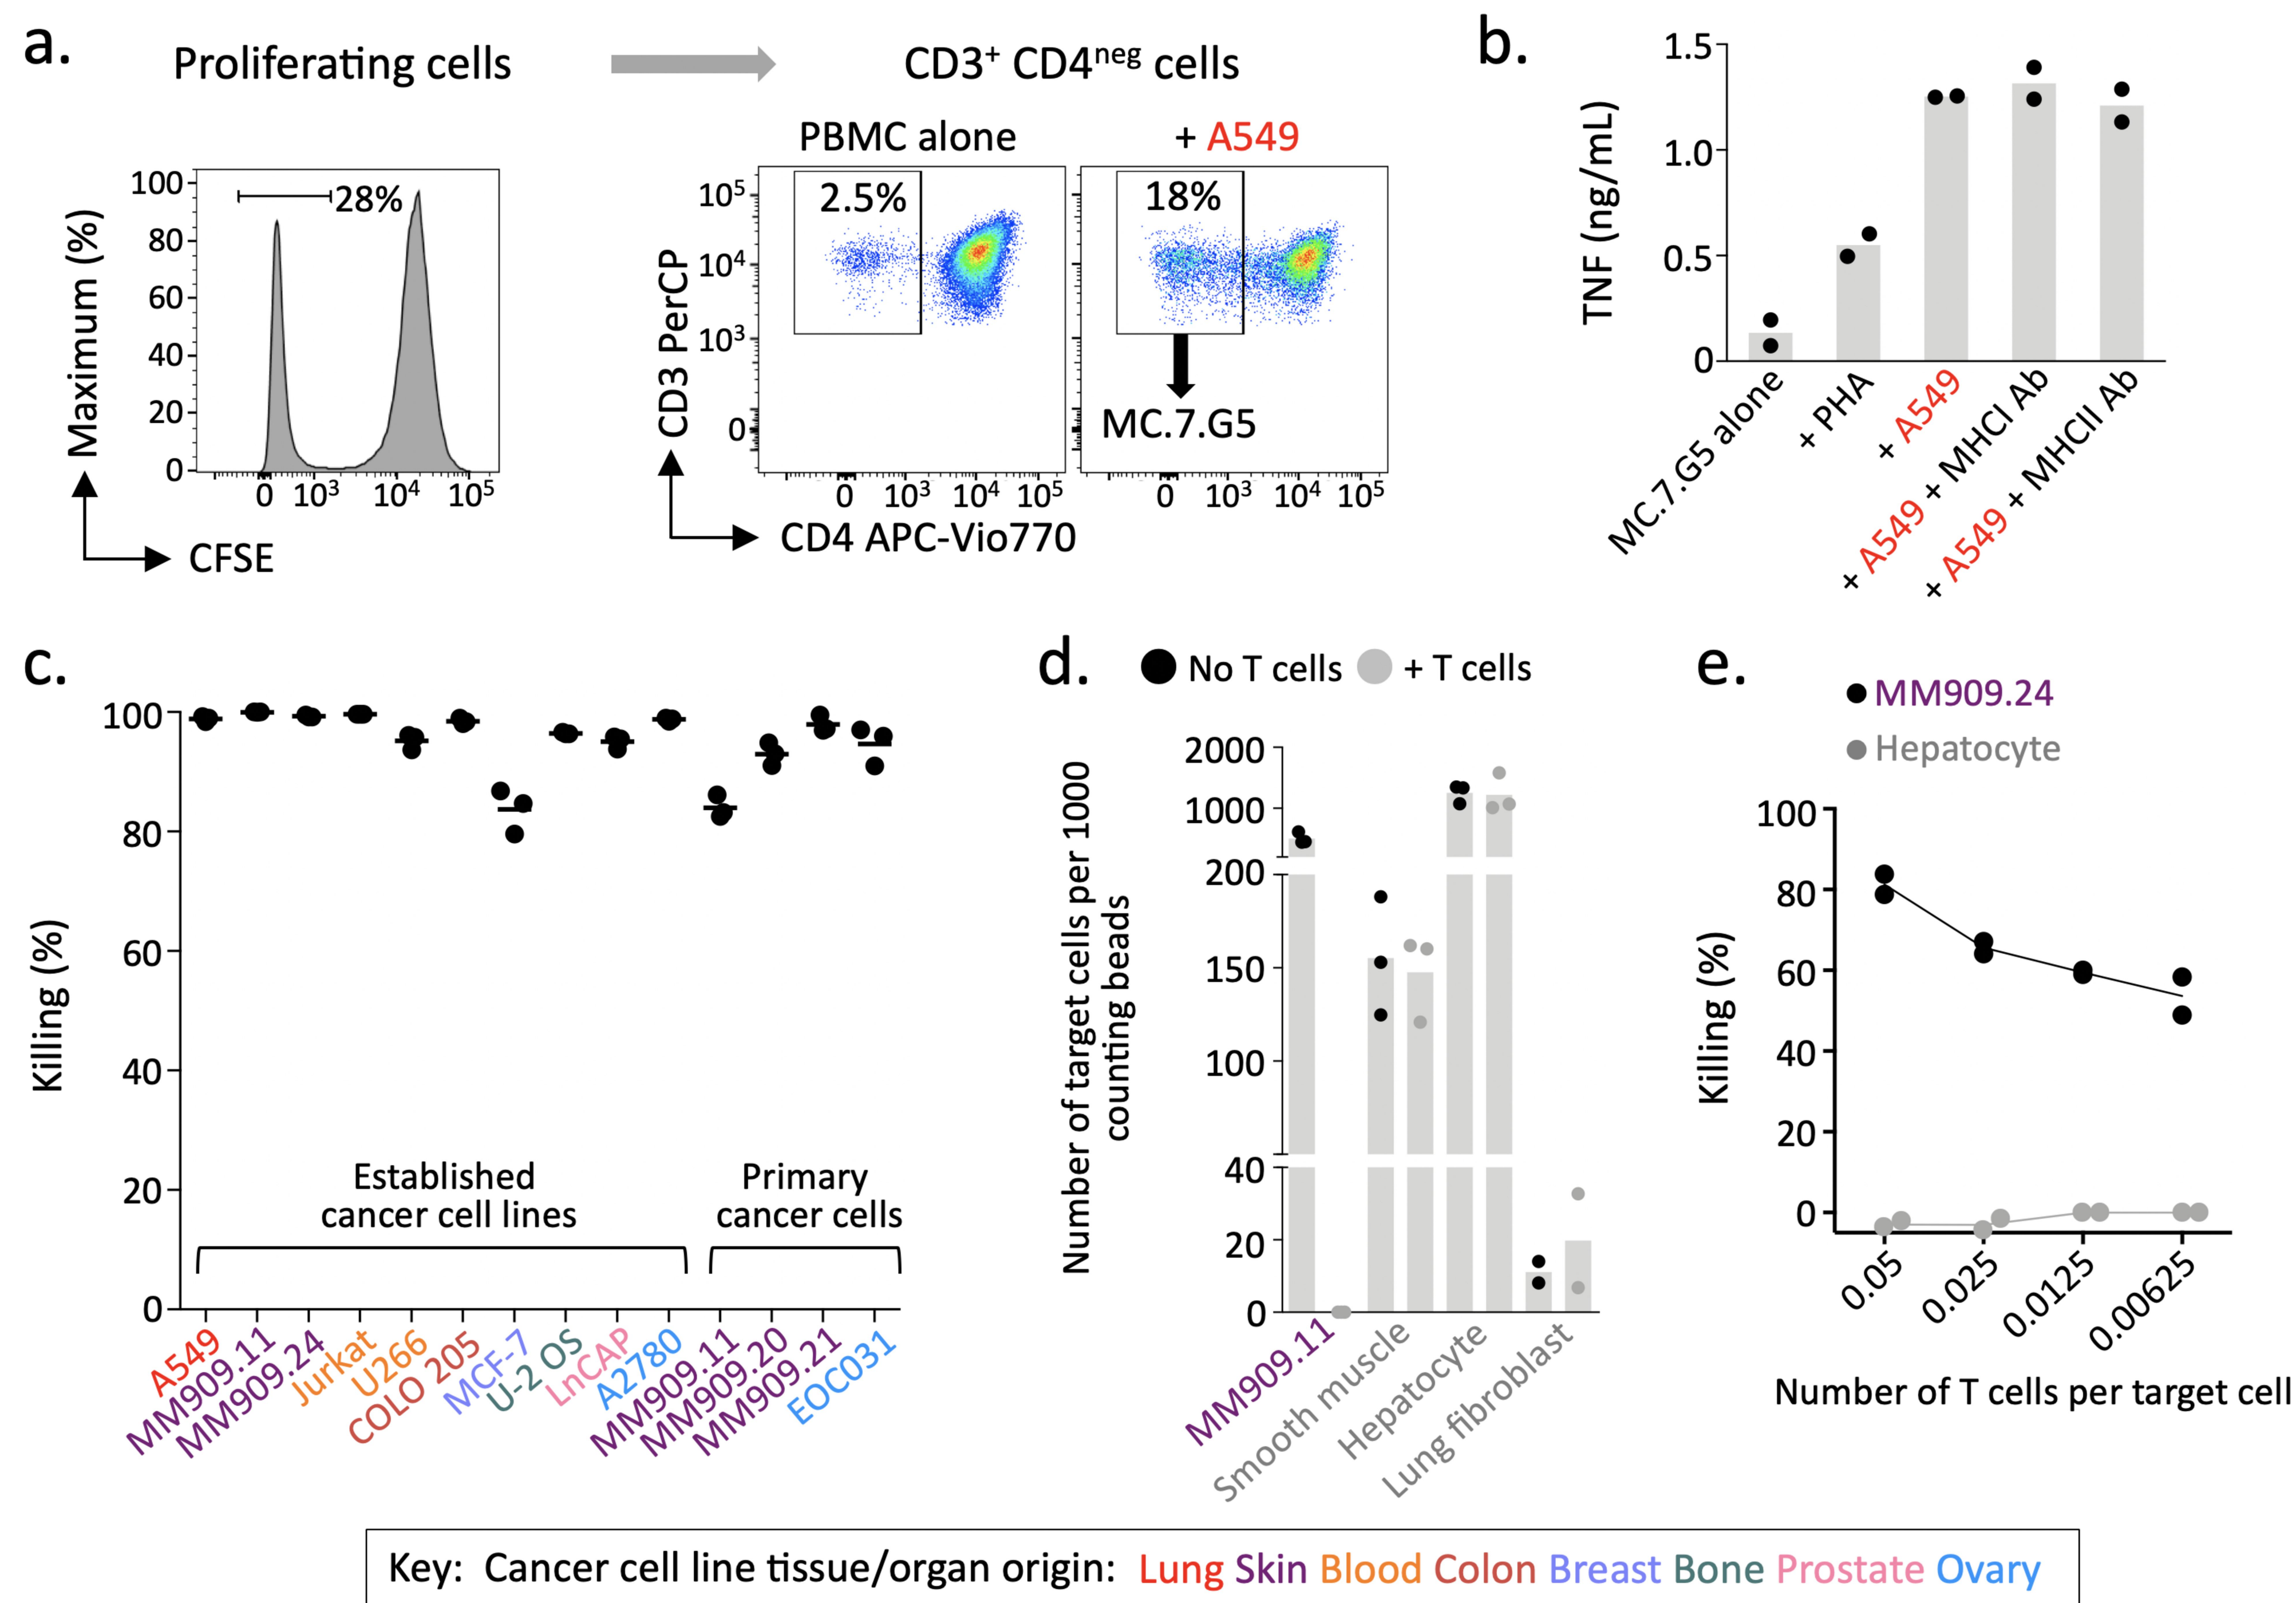 a.
Proliferating cells
CD3⁺ CD4ⁿᵉᵍ cells
PBMC alone
+ A549
Maximum (%)
100
80
60
40
20
0
28%
0 10³ 10⁴ 10⁵
CFSE
CD3 PerCP
10⁵
10⁴
10³
0
2.5%
18%
MC.7.G5
0 10³ 10⁴ 10⁵
0 10³ 10⁴ 10⁵
CD4 APC-Vio770
b.
TNF (ng/mL)
1.5
1.0
0.5
0
MC.7.G5 alone
+ PHA
+ A549
+ A549 + MHCI Ab
+ A549 + MHCII Ab
c.
Killing (%)
100
80
60
40
20
0
Established
cancer cell lines
Primary
cancer cells
A549
MM909.11
MM909.24
Jurkat
U266
COLO 205
MCF-7
U-2 OS
LnCAP
A2780
MM909.11
MM909.20
MM909.21
EOC031
d.
No T cells + T cells
Number of target cells per 1000
counting beads
2000
1000
200
150
100
40
20
0
MM909.11
Smooth muscle
Hepatocyte
Lung fibroblast
e.
MM909.24
Hepatocyte
Killing (%)
100
80
60
40
20
0
0.05
0.025
0.0125
0.00625
Number of T cells per target cell
Key: Cancer cell line tissue/organ origin: Lung Skin Blood Colon Breast Bone Prostate Ovary